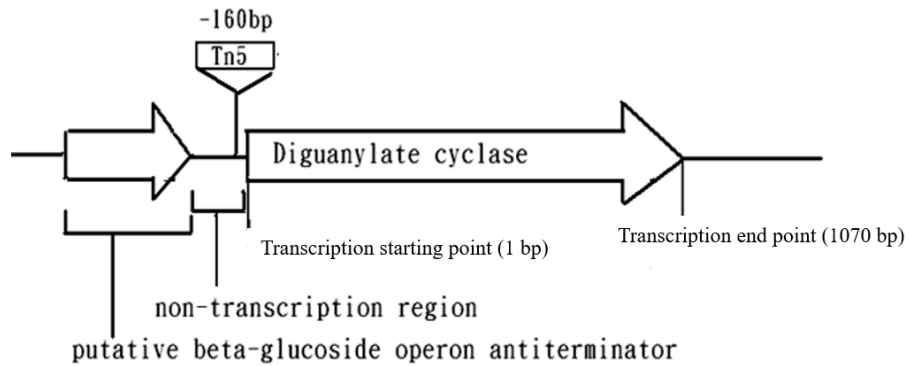 -160bp
Tn5
Diguanylate cyclase
Transcription starting point (1 bp)
Transcription end point (1070 bp)
non-transcription region
putative beta-glucoside operon antiterminator